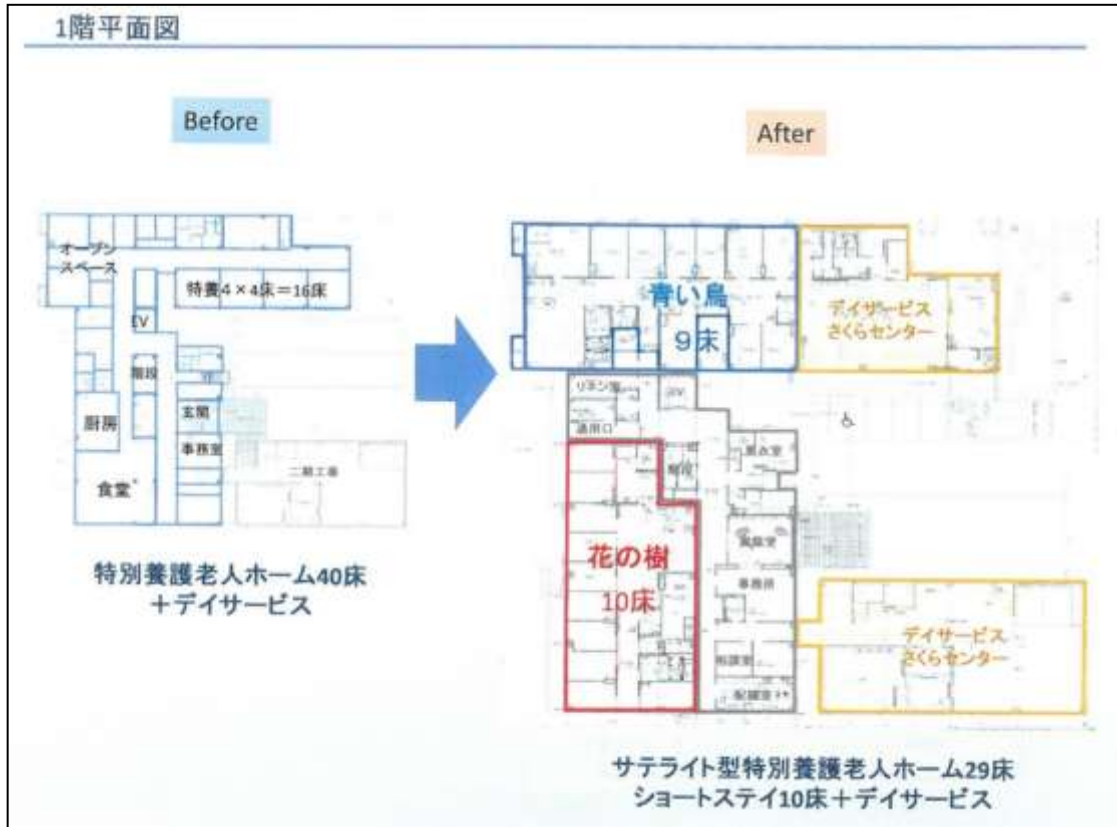 1階平面図
Before
After
オープン
スペース
特養4×4床=16床
EV
階段
厨房
玄関
事務室
食堂
二期工事
特別養護老人ホーム40床
+デイサービス
青い鳥
9床
デイサービス
さくらセンター
リネン室
EV
通用口
階段
更衣室
花の樹
10床
風除室
事務所
相談室
配膳室
デイサービス
さくらセンター
サテライト型特別養護老人ホーム29床
ショートステイ10床+デイサービス